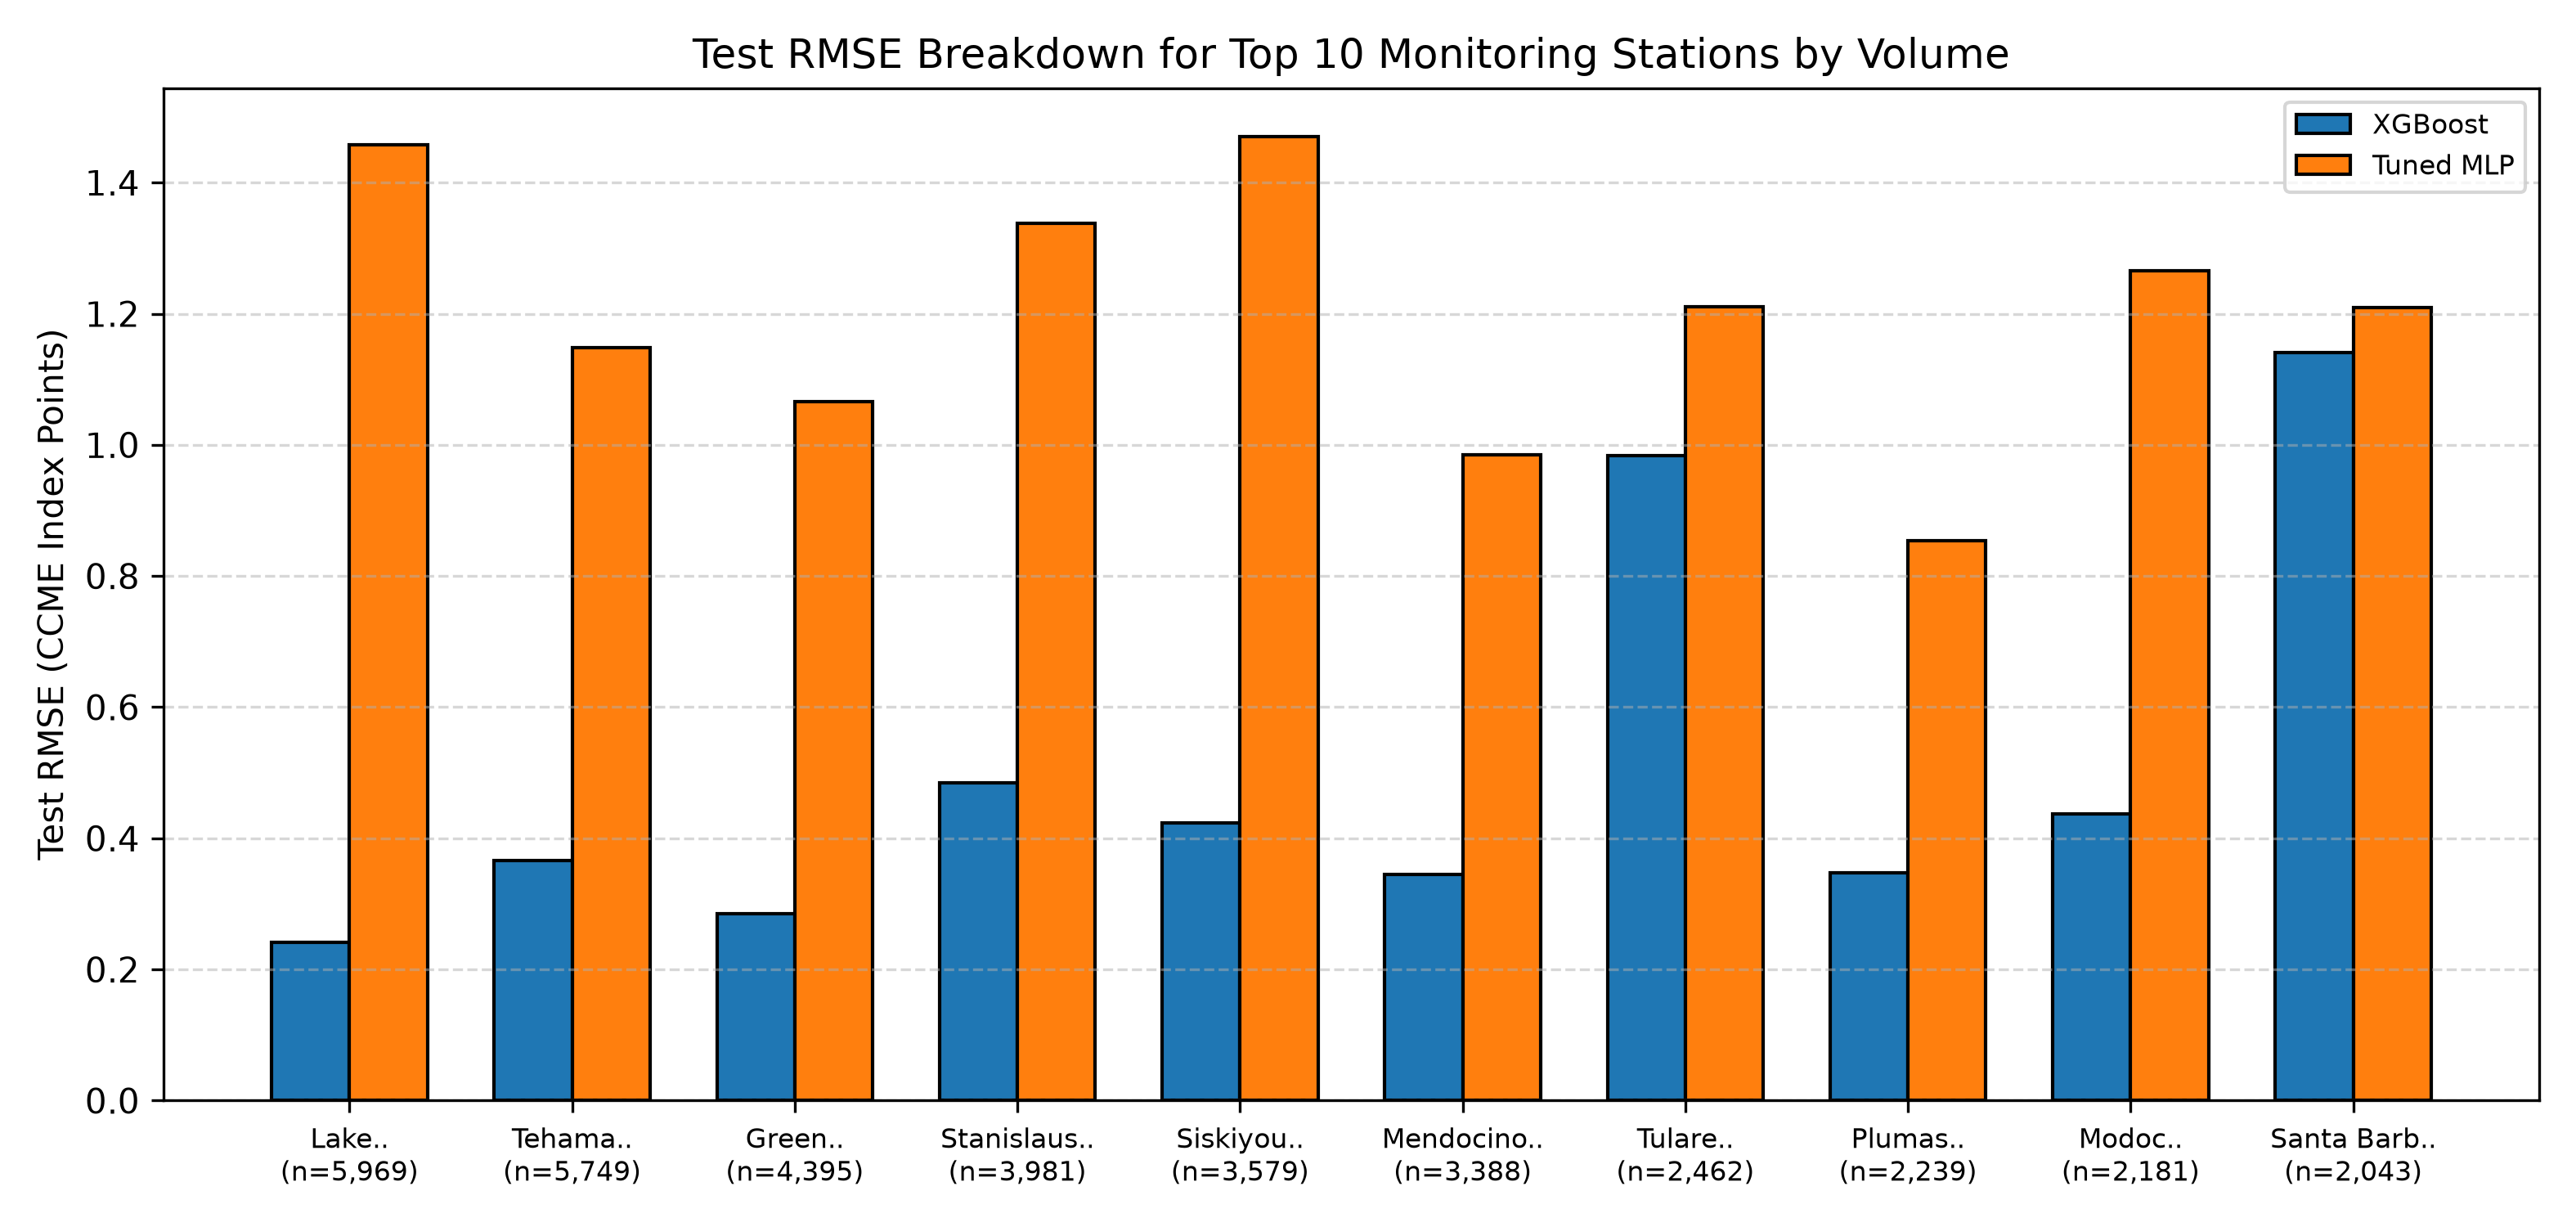 Test RMSE Breakdown for Top 10 Monitoring Stations by Volume
XGBoost
Tuned MLP
Test RMSE (CCME Index Points)
1.4
1.2
1.0
0.8
0.6
0.4
0.2
0.0
Lake.. Tehama.. Green.. Stanislaus.. Siskiyou.. Mendocino.. Tulare.. Plumas.. Modoc.. Santa Barb..
(n=5,969) (n=5,749) (n=4,395) (n=3,981) (n=3,579) (n=3,388) (n=2,462) (n=2,239) (n=2,181) (n=2,043)